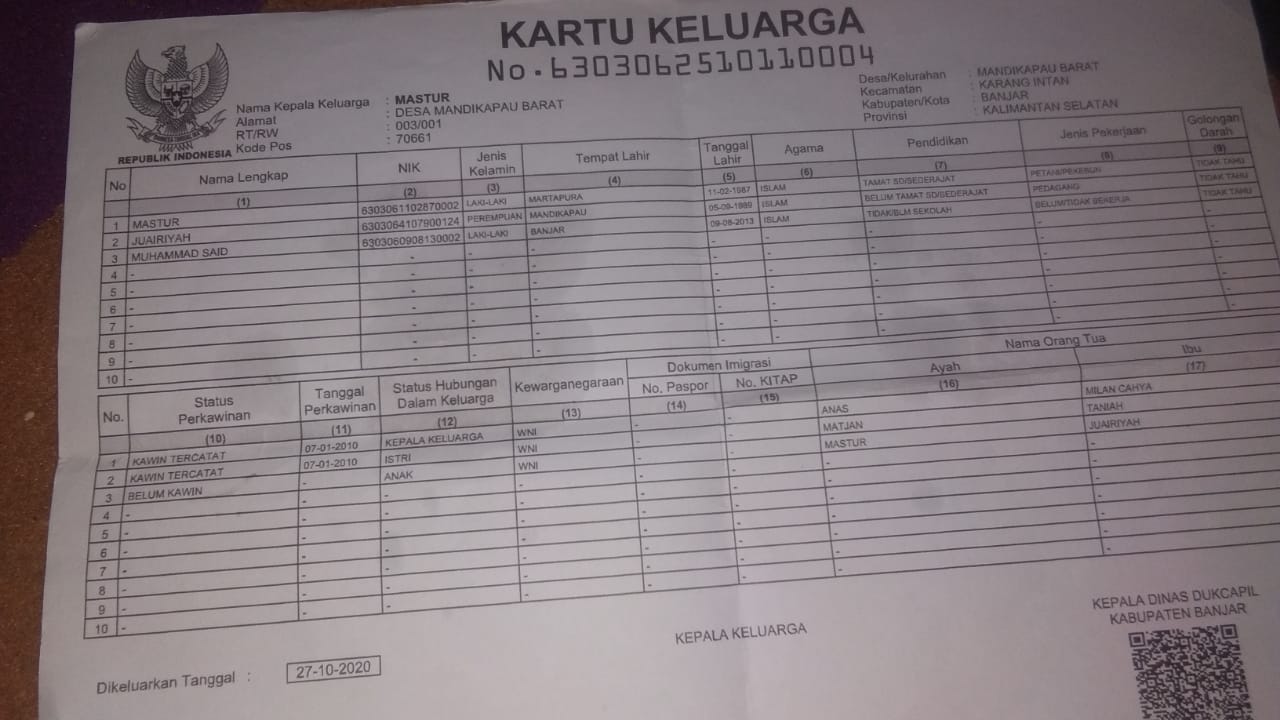 KARTU KELUARGA
No.6303062510110004
REPUBLIK INDONESIA
Nama Kepala Keluarga : MASTUR
Alamat : DESA MANDIKAPAU BARAT
RT/RW : 003/001
Kode Pos : 70661
Desa/Kelurahan : MANDIKAPAU BARAT
Kecamatan : KARANG INTAN
Kabupaten/Kota : BANJAR
Provinsi : KALIMANTAN SELATAN
No Nama Lengkap NIK Jenis Kelamin Tempat Lahir Tanggal Lahir Agama Pendidikan Jenis Pekerjaan Golongan Darah
(1) (2) (3) (4) (5) (6) (7) (8) (9)
1 MASTUR 6303061102870002 LAKI-LAKI MARTAPURA 11-02-1987 ISLAM TAMAT SD/SEDERAJAT PETANI/PEKEBUN TIDAK TAHU
2 JUAIRIYAH 6303064107900124 PEREMPUAN MANDIKAPAU 05-09-1989 ISLAM BELUM TAMAT SD/SEDERAJAT PEDAGANG TIDAK TAHU
3 MUHAMMAD SAID 6303060908130002 LAKI-LAKI BANJAR 09-08-2013 ISLAM TIDAK/BLM SEKOLAH BELUM/TIDAK BEKERJA TIDAK TAHU
4 - - - - - - - - -
5 - - - - - - - - -
6 - - - - - - - - -
7 - - - - - - - - -
8 - - - - - - - - -
9 - - - - - - - - -
10 - - - - - - - - -
No. Status Perkawinan Tanggal Perkawinan Status Hubungan Dalam Keluarga Kewarganegaraan Dokumen Imigrasi Nama Orang Tua
No. Paspor No. KITAP Ayah Ibu
(10) (11) (12) (13) (14) (15) (16) (17)
1 KAWIN TERCATAT 07-01-2010 KEPALA KELUARGA WNI - - ANAS MILAN CAHYA
2 KAWIN TERCATAT 07-01-2010 ISTRI WNI - - MATJAN TANIAH
3 BELUM KAWIN - ANAK WNI - - MASTUR JUAIRIYAH
4 - - - - - - - -
5 - - - - - - - -
6 - - - - - - - -
7 - - - - - - - -
8 - - - - - - - -
9 - - - - - - - -
10 - - - - - - - -
Dikeluarkan Tanggal : 27-10-2020
KEPALA KELUARGA
KEPALA DINAS DUKCAPIL
KABUPATEN BANJAR